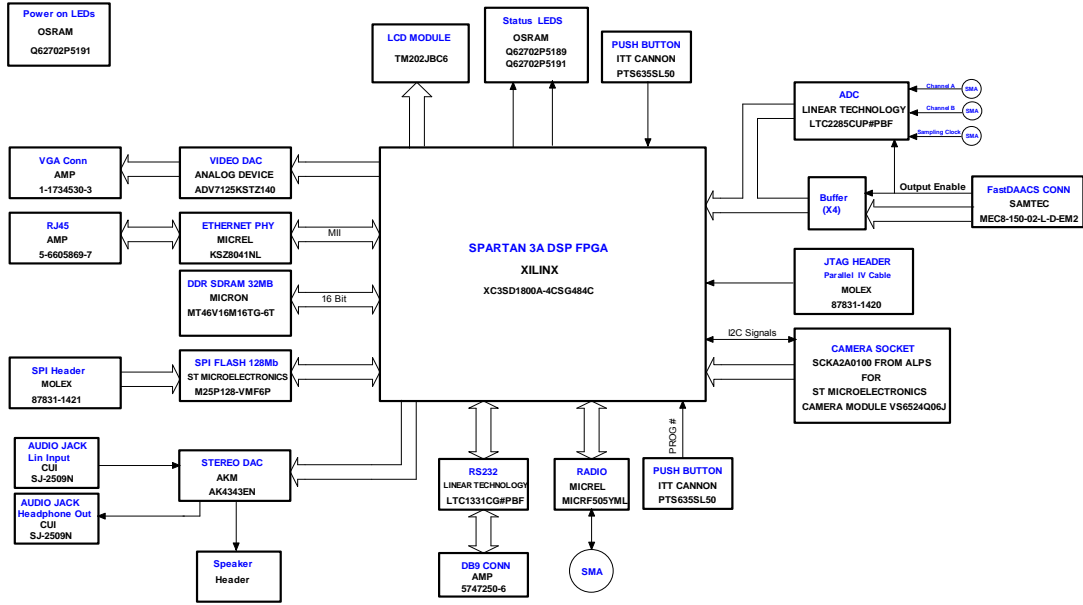 Power on LEDs
OSRAM
Q62702P5191
LCD MODULE
TM202JBC6
Status LEDS
OSRAM
Q62702P5189
Q62702P5191
PUSH BUTTON
ITT CANNON
PTS635SL50
ADC
LINEAR TECHNOLOGY
LTC2285CUP#PBF
Channel A
SMA
Channel B
SMA
Sampling Clock
SMA
VGA Conn
AMP
1-1734530-3
VIDEO DAC
ANALOG DEVICE
ADV7125KSTZ140
Buffer
(X4)
Output Enable
FastDAACS CONN
SAMTEC
MEC8-150-02-L-D-EM2
RJ45
AMP
5-6605869-7
ETHERNET PHY
MICREL
KSZ8041NL
MII
SPARTAN 3A DSP FPGA
XILINX
XC3SD1800A-4CSG484C
JTAG HEADER
Parallel IV Cable
MOLEX
87831-1420
DDR SDRAM 32MB
MICRON
MT46V16M16TG-6T
16 Bit
I2C Signals
CAMERA SOCKET
SCKA2A0100 FROM ALPS
FOR
ST MICROELECTRONICS
CAMERA MODULE VS6524Q06J
SPI Header
MOLEX
87831-1421
SPI FLASH 128Mb
ST MICROELECTRONICS
M25P128-VMF6P
PROG #
AUDIO JACK
Lin Input
CUI
SJ-2509N
STEREO DAC
AKM
AK4343EN
RS232
LINEAR TECHNOLOGY
LTC1331CG#PBF
RADIO
MICREL
MICRF505YML
PUSH BUTTON
ITT CANNON
PTS635SL50
AUDIO JACK
Headphone Out
CUI
SJ-2509N
Speaker
Header
DB9 CONN
AMP
5747250-6
SMA